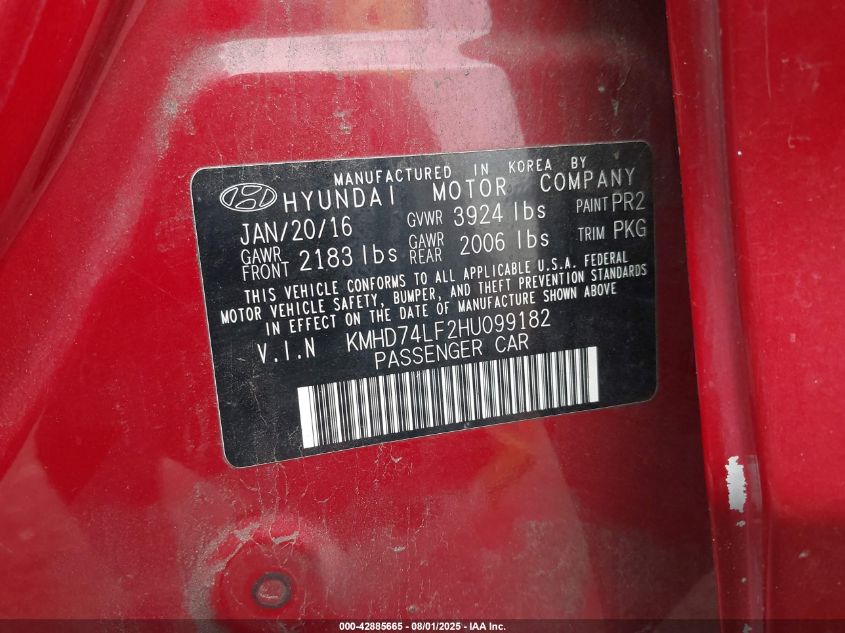 MANUFACTURED IN KOREA BY
HYUNDAI MOTOR COMPANY
JAN/20/16 GVWR 3924 lbs PAINT PR2
GAWR FRONT 2183 lbs GAWR REAR 2006 lbs TRIM PKG
THIS VEHICLE CONFORMS TO ALL APPLICABLE U.S.A. FEDERAL
MOTOR VEHICLE SAFETY, BUMPER, AND THEFT PREVENTION STANDARDS
IN EFFECT ON THE DATE OF MANUFACTURE SHOWN ABOVE
V.I.N KMHD74LF2HU099182
PASSENGER CAR
000-42885665 - 08/01/2025 - IAA Inc.